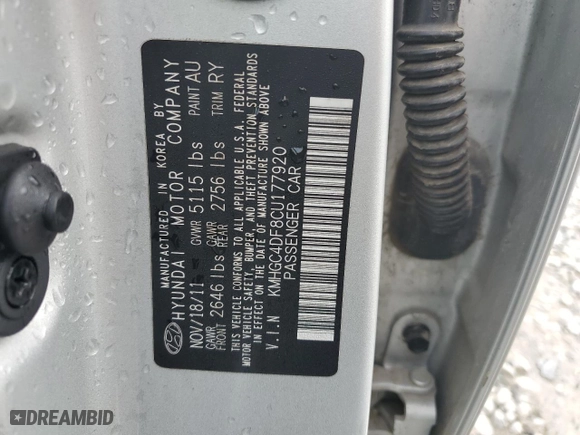 MANUFACTURED IN KOREA BY
HYUNDAI MOTOR COMPANY
NOV/18/11 GVWR 5115 lbs PAINT AU
GAWR FRONT 2646 lbs GAWR REAR 2756 lbs TRIM RY
THIS VEHICLE CONFORMS TO ALL APPLICABLE U.S.A. FEDERAL
MOTOR VEHICLE SAFETY, BUMPER, AND THEFT PREVENTION STANDARDS
IN EFFECT ON THE DATE OF MANUFACTURE SHOWN ABOVE
V.I.N KMHGC4DF8CU177920
PASSENGER CAR
DREAMBID